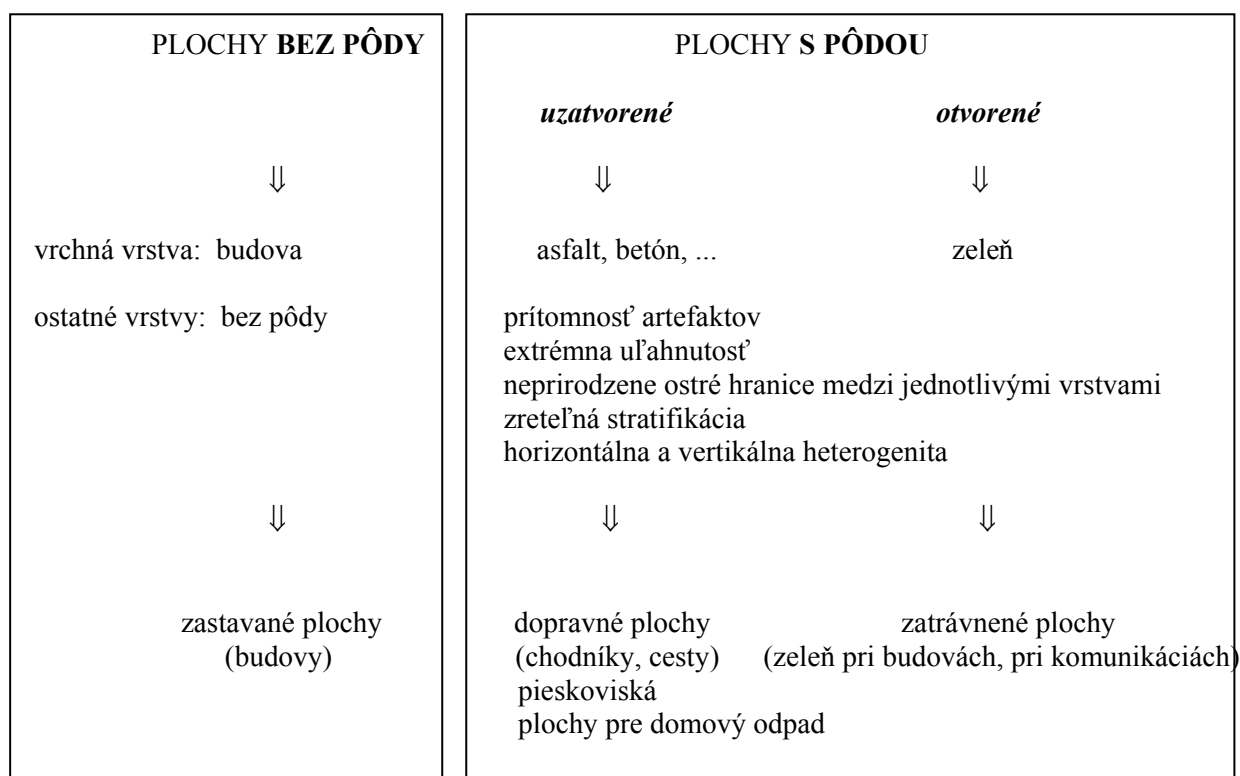 PLOCHY BEZ PÔDY
PLOCHY S PÔDOU
uzatvorené otvorené
⇓ ⇓ ⇓
vrchná vrstva: budova asfalt, betón, ... zeleň
ostatné vrstvy: bez pôdy prítomnosť artefaktov
extrémna uľahnutosť
neprirodzene ostré hranice medzi jednotlivými vrstvami
zreteľná stratifikácia
horizontálna a vertikálna heterogenita
⇓ ⇓ ⇓
zastavané plochy dopravné plochy zatrávnené plochy
(budovy) (chodníky, cesty) (zeleň pri budovách, pri komunikáciách)
pieskoviská
plochy pre domový odpad